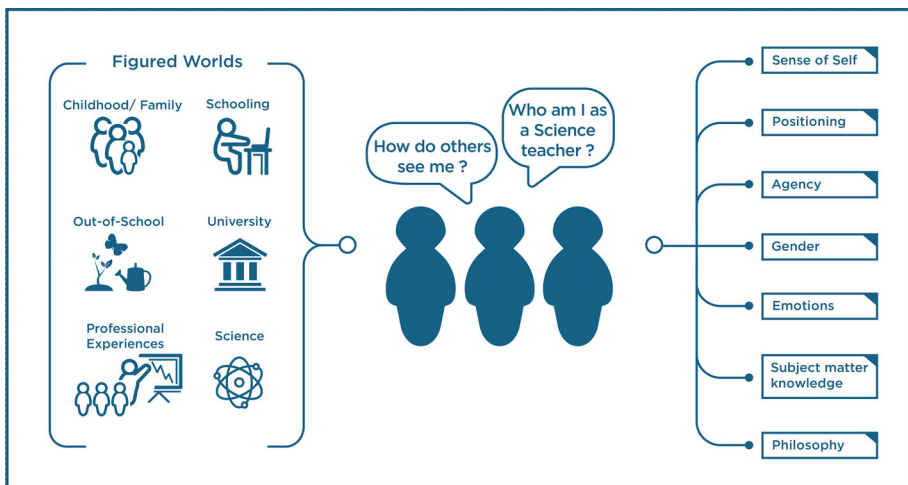 Figured Worlds
Childhood/ Family
Schooling
Out-of-School
University
Professional
Experiences
Science
How do others
see me ?
Who am I as
a Science
teacher ?
Sense of Self
Positioning
Agency
Gender
Emotions
Subject matter
knowledge
Philosophy